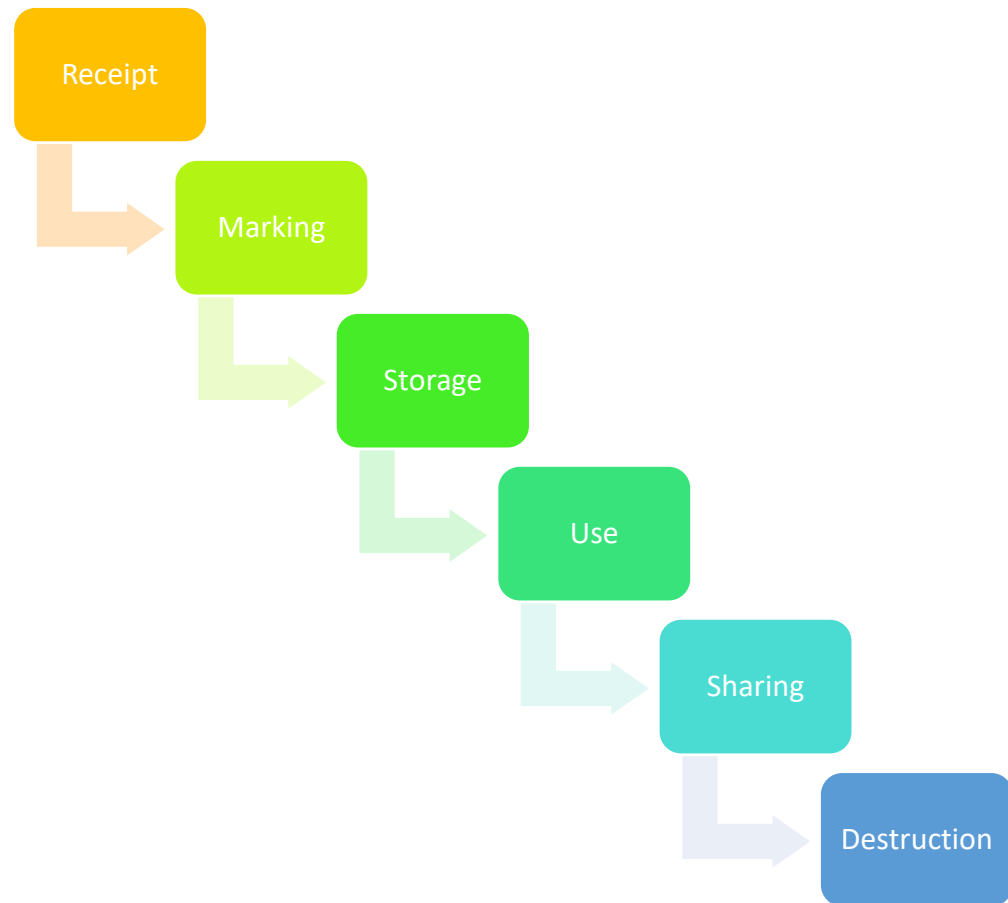 Receipt
Marking
Storage
Use
Sharing
Destruction